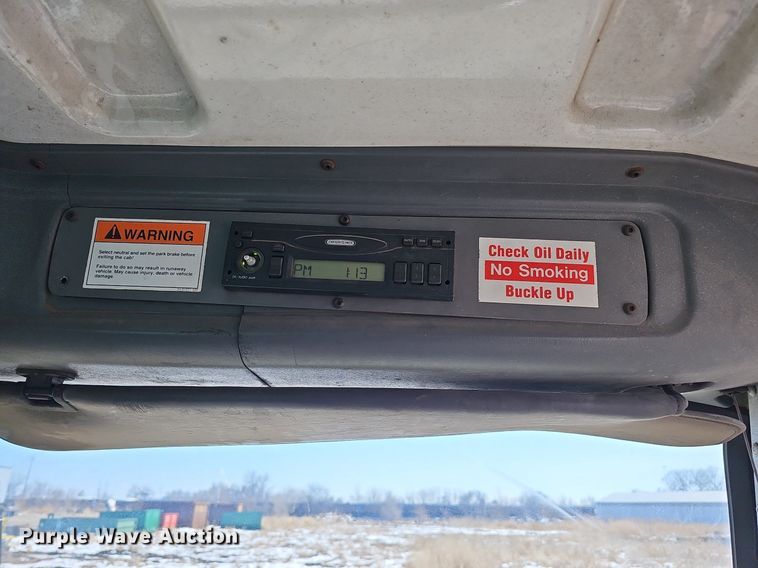 WARNING
Select neutral and set the park brake before
exiting the cab!
Failure to do so may result in runaway
vehicle. May cause injury, death or vehicle
damage.
PM 1:13
Check Oil Daily
No Smoking
Buckle Up
Purple Wave Auction